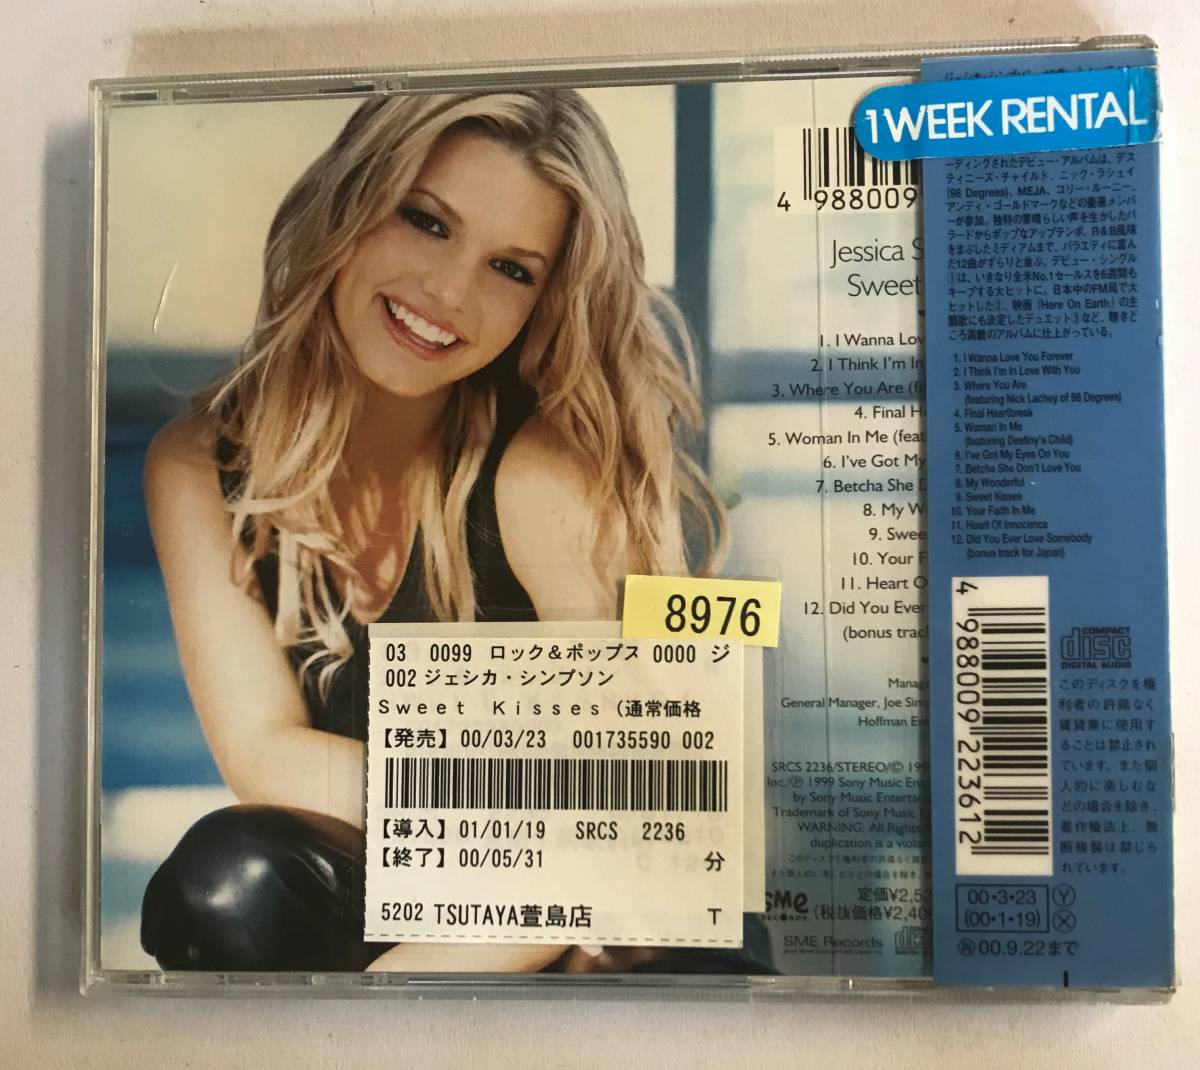 1 WEEK RENTAL
ーディングされたデビュー・アルバムは、デス
ティニーズ・チャイルド、ニック・ラシェイ
(98 Degrees)、MEJA、コリー・ルーニー、
アンディ・ゴールドマークなどの豪華メンバ
ーが参加。独特の素晴らしい声を生かしたバ
ラードからポップなアップテンポ、R&B風味
をまぶしたミディアムまで、バラエティに富ん
だ12曲がずらりと並ぶ。デビュー・シングル
①は、いきなり全米No.1セールスを6週間も
キープする大ヒットに。日本中のFM局で大
ヒットした②、映画「Here On Earth」の主
題歌にも決定したデュエット③など、聴きど
ころ満載のアルバムに仕上がっている。
1. I Wanna Love You Forever
2. I Think I'm In Love With You
3. Where You Are
(featuring Nick Lachey of 98 Degrees)
4. Final Heartbreak
5. Woman In Me
(featuring Destiny's Child)
6. I've Got My Eyes On You
7. Betcha She Don't Love You
8. My Wonderful
9. Sweet Kisses
10. Your Faith In Me
11. Heart Of Innocence
12. Did You Ever Love Somebody
(bonus track for Japan)
4 988009 223612
COMPACT
disc
DIGITAL AUDIO
このディスクを権
利者の許諾なく
賃貸業に使用す
ることは禁止され
ています。また個
人的に楽しむな
どの場合を除き、
著作権法上、無
断複製は禁じら
れています。
00・3・23 Y
(00・1・19) X
再00.9.22まで
4 988009
Jessica S
Sweet
1. I Wanna Lov
2. I Think I'm In
3. Where You Are (fe
4. Final He
5. Woman In Me (feat
6. I've Got My
7. Betcha She D
8. My Wo
9. Swee
10. Your F
11. Heart O
12. Did You Ever
(bonus trac
Manage
General Manager, Joe Simp
Hoffman Ent
SRCS 2236/STEREO/Ⓒ 199
Inc./Ⓟ 1999 Sony Music Ente
by Sony Music Entertai
Trademark of Sony Music E
WARNING: All Rights R
duplication is a violat
定価¥2,52
(税抜価格¥2,40
SME
RECORDS
SME Records
8976
03 0099 ロック&ポップス 0000 ジ
002 ジェシカ・シンプソン
Sweet Kisses(通常価格
【発売】00/03/23 001735590 002
【導入】01/01/19 SRCS 2236
【終了】00/05/31 分
5202 TSUTAYA萱島店 T